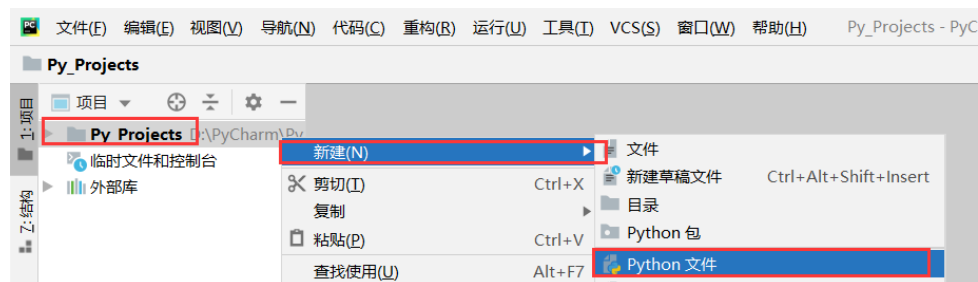 PC 文件(F) 编辑(E) 视图(V) 导航(N) 代码(C) 重构(R) 运行(U) 工具(T) VCS(S) 窗口(W) 帮助(H) Py_Projects - PyC
Py_Projects
1: 项目
项目
Py_Projects D:\PyCharm\Py
临时文件和控制台
外部库
Z: 结构
新建(N)
剪切(T) Ctrl+X
复制
粘贴(P) Ctrl+V
查找使用(U) Alt+F7
文件
新建草稿文件 Ctrl+Alt+Shift+Insert
目录
Python 包
Python 文件